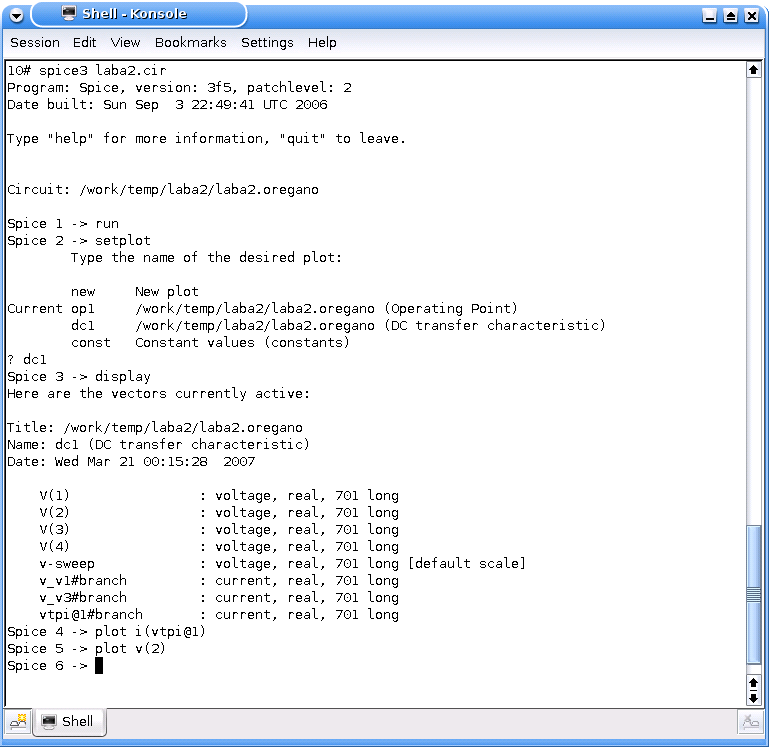 Shell - Konsole
Session Edit View Bookmarks Settings Help
10# spice3 laba2.cir
Program: Spice, version: 3f5, patchlevel: 2
Date built: Sun Sep  3 22:49:41 UTC 2006
Type "help" for more information, "quit" to leave.
Circuit: /work/temp/laba2/laba2.oregano
Spice 1 -> run
Spice 2 -> setplot
        Type the name of the desired plot:
        new     New plot
Current op1     /work/temp/laba2/laba2.oregano (Operating Point)
        dc1     /work/temp/laba2/laba2.oregano (DC transfer characteristic)
        const   Constant values (constants)
? dc1
Spice 3 -> display
Here are the vectors currently active:
Title: /work/temp/laba2/laba2.oregano
Name: dc1 (DC transfer characteristic)
Date: Wed Mar 21 00:15:28  2007
    V(1)                : voltage, real, 701 long
    V(2)                : voltage, real, 701 long
    V(3)                : voltage, real, 701 long
    V(4)                : voltage, real, 701 long
    v-sweep             : voltage, real, 701 long [default scale]
    v_v1#branch         : current, real, 701 long
    v_v3#branch         : current, real, 701 long
    vtpi@1#branch       : current, real, 701 long
Spice 4 -> plot i(vtpi@1)
Spice 5 -> plot v(2)
Spice 6 ->
Shell